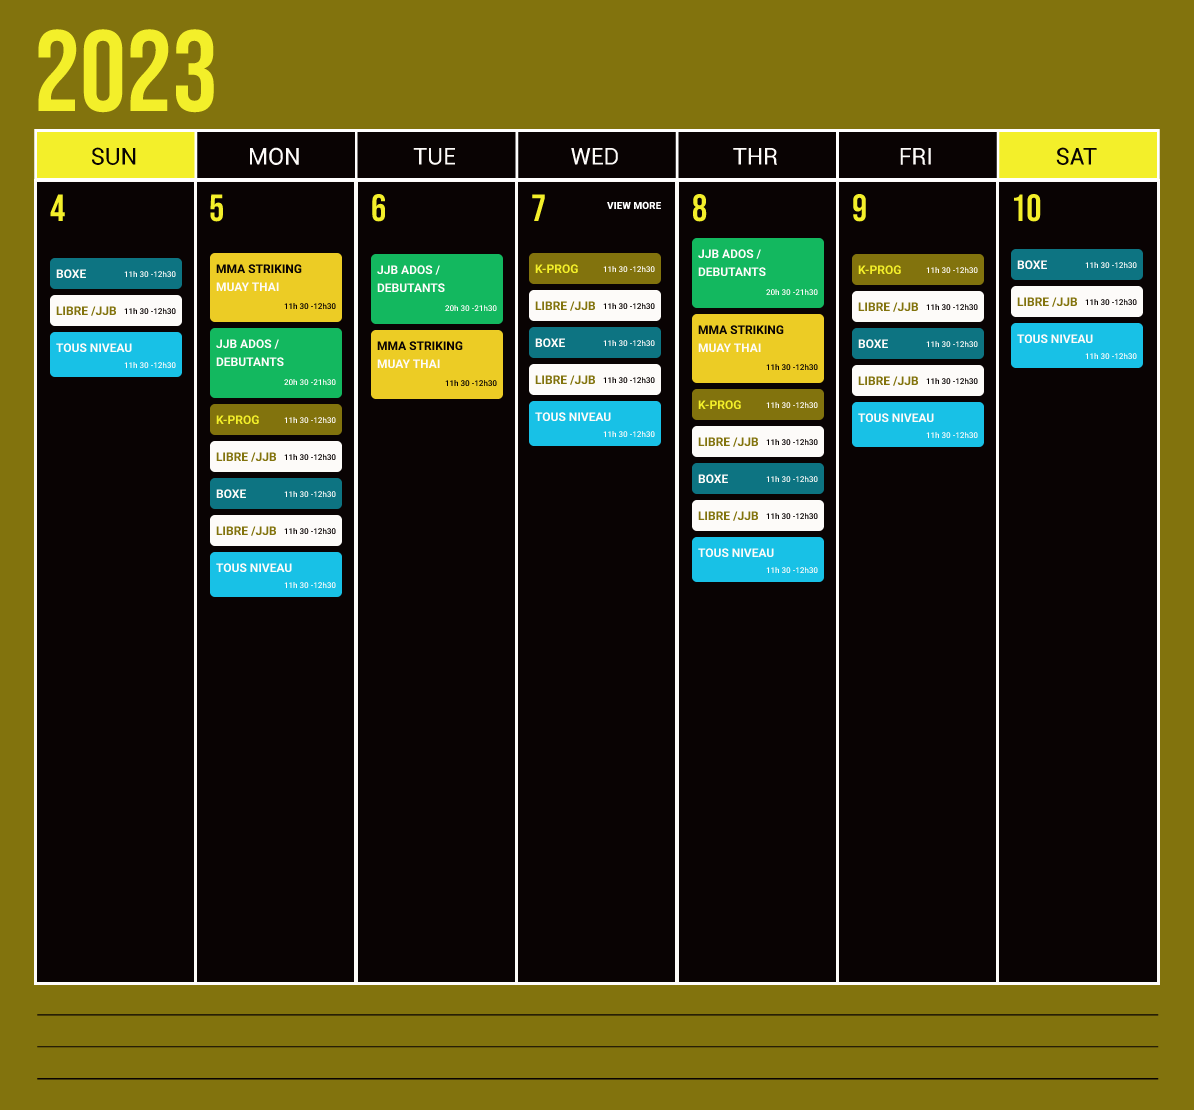 2023
SUN
MON
TUE
WED
THR
FRI
SAT
4
BOXE 11h 30 -12h30
LIBRE /JJB 11h 30 -12h30
TOUS NIVEAU
11h 30 -12h30
5
MMA STRIKING
MUAY THAI
11h 30 -12h30
JJB ADOS /
DEBUTANTS
20h 30 -21h30
K-PROG 11h 30 -12h30
LIBRE /JJB 11h 30 -12h30
BOXE 11h 30 -12h30
LIBRE /JJB 11h 30 -12h30
TOUS NIVEAU
11h 30 -12h30
6
JJB ADOS /
DEBUTANTS
20h 30 -21h30
MMA STRIKING
MUAY THAI
11h 30 -12h30
7 VIEW MORE
K-PROG 11h 30 -12h30
LIBRE /JJB 11h 30 -12h30
BOXE 11h 30 -12h30
LIBRE /JJB 11h 30 -12h30
TOUS NIVEAU
11h 30 -12h30
8
JJB ADOS /
DEBUTANTS
20h 30 -21h30
MMA STRIKING
MUAY THAI
11h 30 -12h30
K-PROG 11h 30 -12h30
LIBRE /JJB 11h 30 -12h30
BOXE 11h 30 -12h30
LIBRE /JJB 11h 30 -12h30
TOUS NIVEAU
11h 30 -12h30
9
K-PROG 11h 30 -12h30
LIBRE /JJB 11h 30 -12h30
BOXE 11h 30 -12h30
LIBRE /JJB 11h 30 -12h30
TOUS NIVEAU
11h 30 -12h30
10
BOXE 11h 30 -12h30
LIBRE /JJB 11h 30 -12h30
TOUS NIVEAU
11h 30 -12h30